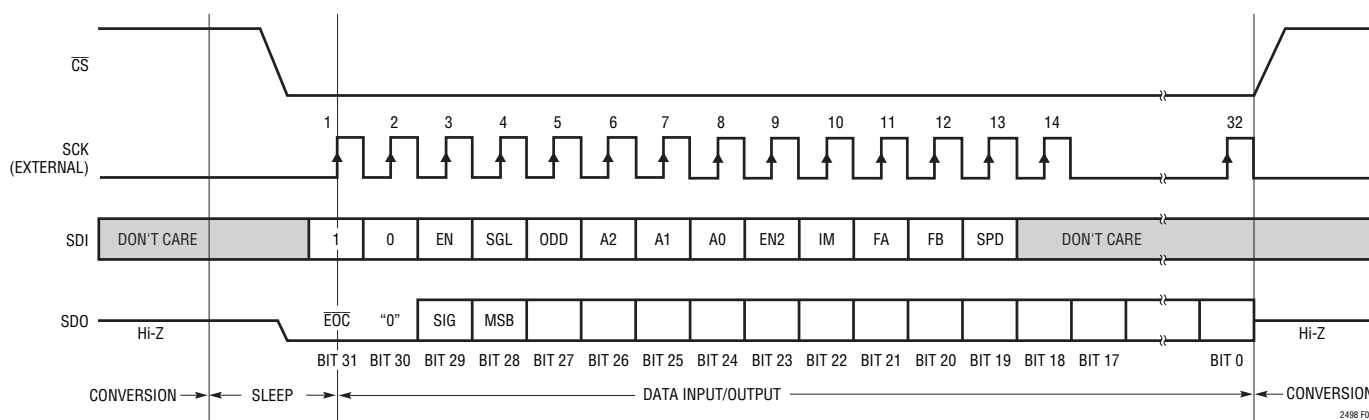 CS
1 2 3 4 5 6 7 8 9 10 11 12 13 14 32
SCK
(EXTERNAL)
SDI DON'T CARE 1 0 EN SGL ODD A2 A1 A0 EN2 IM FA FB SPD DON'T CARE
SDO Hi-Z EOC “0” SIG MSB Hi-Z
BIT 31 BIT 30 BIT 29 BIT 28 BIT 27 BIT 26 BIT 25 BIT 24 BIT 23 BIT 22 BIT 21 BIT 20 BIT 19 BIT 18 BIT 17 BIT 0
CONVERSION SLEEP DATA INPUT/OUTPUT CONVERSION
2498 F0